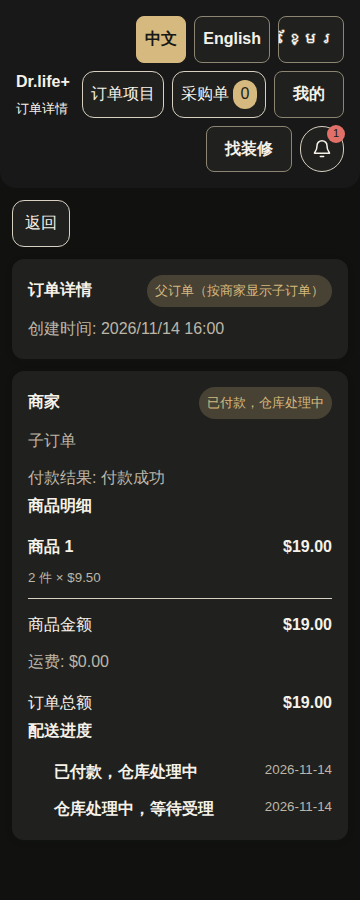 中文 English ខ្មែរ
Dr.life+ 订单项目 采购单 0 我的
订单详情
找装修 1
返回
订单详情 父订单（按商家显示子订单）
创建时间: 2026/11/14 16:00
商家 已付款，仓库处理中
子订单
付款结果: 付款成功
商品明细
商品 1 $19.00
2 件 × $9.50
商品金额 $19.00
运费: $0.00
订单总额 $19.00
配送进度
已付款，仓库处理中 2026-11-14
仓库处理中，等待受理 2026-11-14